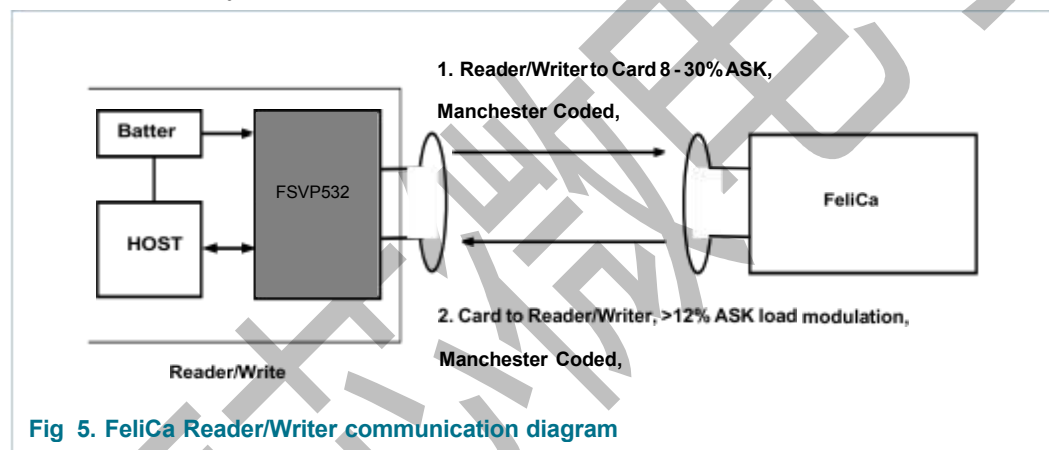 1. Reader/Writer to Card 8 - 30% ASK,
Manchester Coded,
Batter
FSVP532
HOST
FeliCa
2. Card to Reader/Writer, >12% ASK load modulation,
Manchester Coded,
Reader/Write
Fig 5. FeliCa Reader/Writer communication diagram